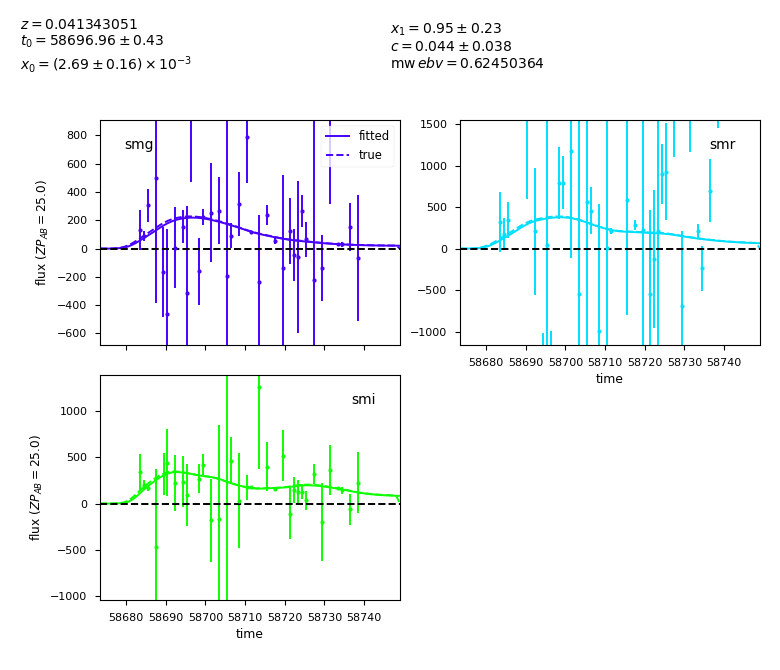 z = 0.041343051
t₀ = 58696.96 ± 0.43
x₀ = (2.69 ± 0.16) × 10⁻³
x₁ = 0.95 ± 0.23
c = 0.044 ± 0.038
mw ebv = 0.62450364
smg
fitted
true
flux (ZP_AB = 25.0)
800
600
400
200
0
−200
−400
−600
smr
1500
1000
500
0
−500
−1000
58680 58690 58700 58710 58720 58730 58740
time
smi
flux (ZP_AB = 25.0)
1000
500
0
−500
−1000
58680 58690 58700 58710 58720 58730 58740
time